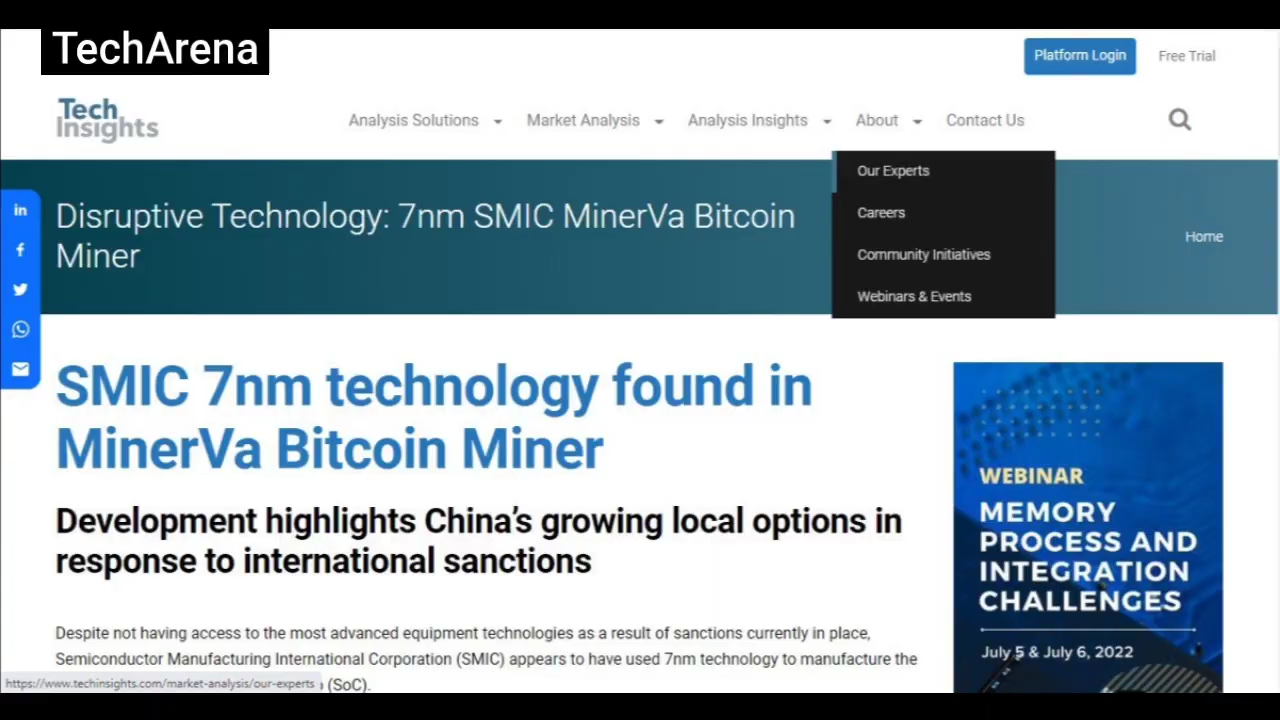 TechArena
Platform Login
Free Trial
Tech
Insights
Analysis Solutions
Market Analysis
Analysis Insights
About
Contact Us
Our Experts
Careers
Community Initiatives
Webinars & Events
Disruptive Technology: 7nm SMIC MinerVa Bitcoin
Miner
Home
in
f
SMIC 7nm technology found in
MinerVa Bitcoin Miner
Development highlights China's growing local options in
response to international sanctions
Despite not having access to the most advanced equipment technologies as a result of sanctions currently in place,
Semiconductor Manufacturing International Corporation (SMIC) appears to have used 7nm technology to manufacture the
(SoC).
https://www.techinsights.com/market-analysis/our-experts
WEBINAR
MEMORY
PROCESS AND
INTEGRATION
CHALLENGES
July 5 & July 6, 2022